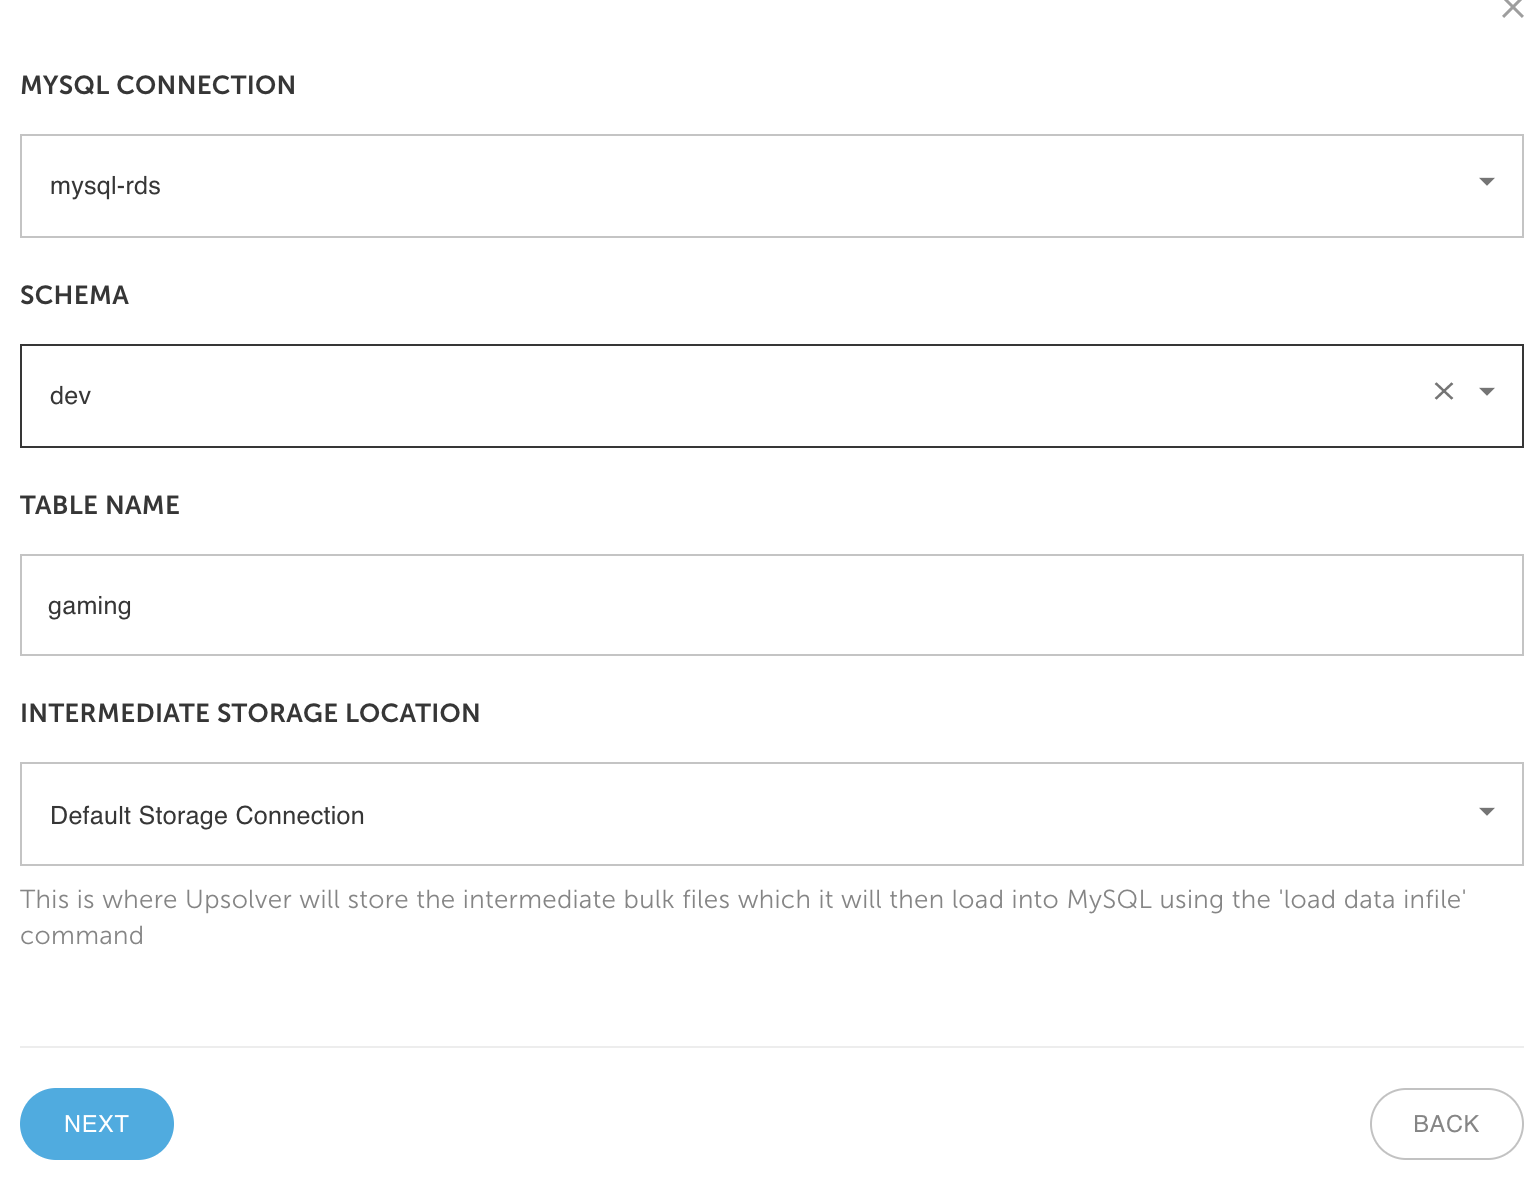 MYSQL CONNECTION
mysql-rds
SCHEMA
dev
TABLE NAME
gaming
INTERMEDIATE STORAGE LOCATION
Default Storage Connection
This is where Upsolver will store the intermediate bulk files which it will then load into MySQL using the 'load data infile'
command
NEXT
BACK